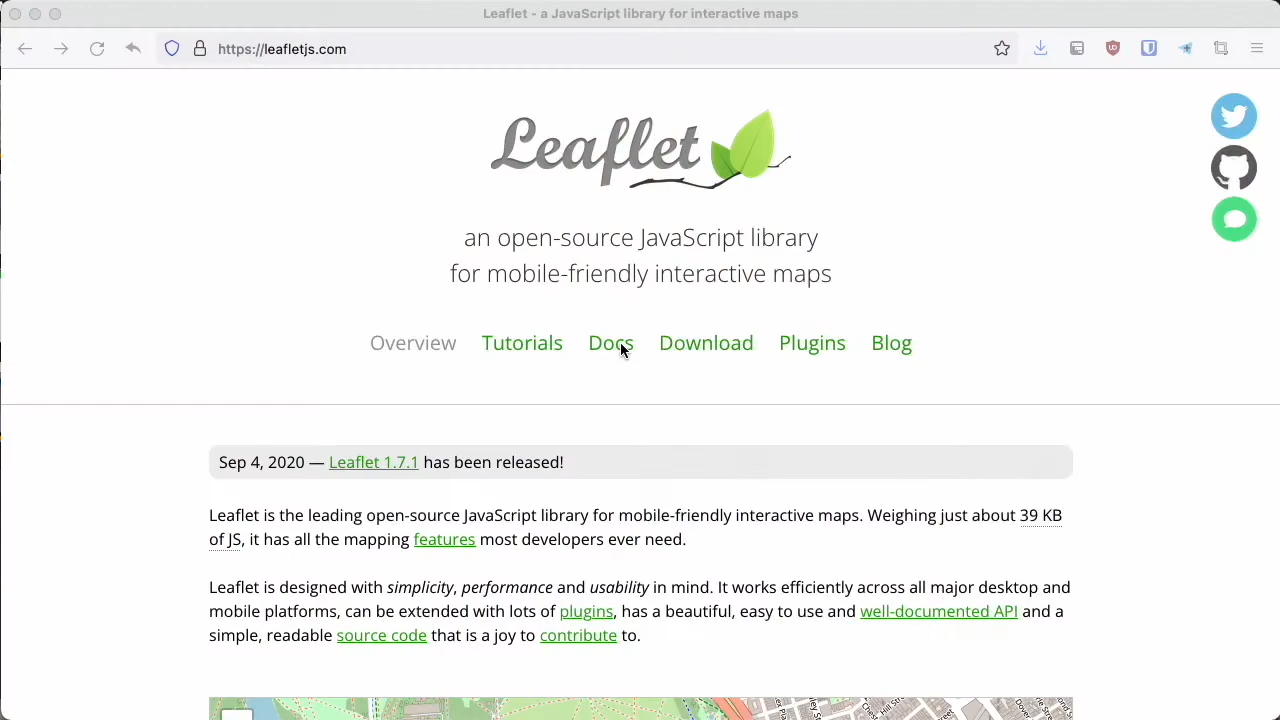 Leaflet - a JavaScript library for interactive maps
https://leafletjs.com
Leaflet
an open-source JavaScript library
for mobile-friendly interactive maps
Overview Tutorials Docs Download Plugins Blog
Sep 4, 2020 — Leaflet 1.7.1 has been released!
Leaflet is the leading open-source JavaScript library for mobile-friendly interactive maps. Weighing just about 39 KB
of JS, it has all the mapping features most developers ever need.
Leaflet is designed with simplicity, performance and usability in mind. It works efficiently across all major desktop and
mobile platforms, can be extended with lots of plugins, has a beautiful, easy to use and well-documented API and a
simple, readable source code that is a joy to contribute to.